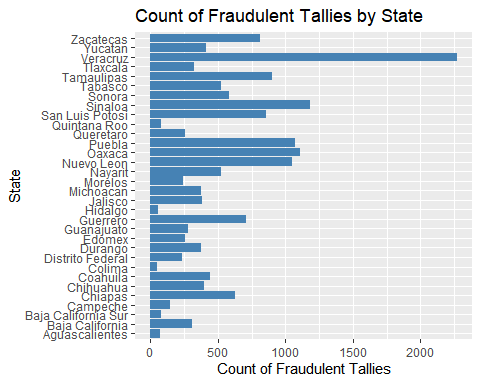 Count of Fraudulent Tallies by State
Zacatecas
Yucatan
Veracruz
Tlaxcala
Tamaulipas
Tabasco
Sonora
Sinaloa
San Luis Potosi
Quintana Roo
Queretaro
Puebla
Oaxaca
Nuevo Leon
Nayarit
Morelos
Michoacan
Jalisco
Hidalgo
Guerrero
Guanajuato
Edomex
Durango
Distrito Federal
Colima
Coahuila
Chihuahua
Chiapas
Campeche
Baja California Sur
Baja California
Aguascalientes
State
0 500 1000 1500 2000
Count of Fraudulent Tallies